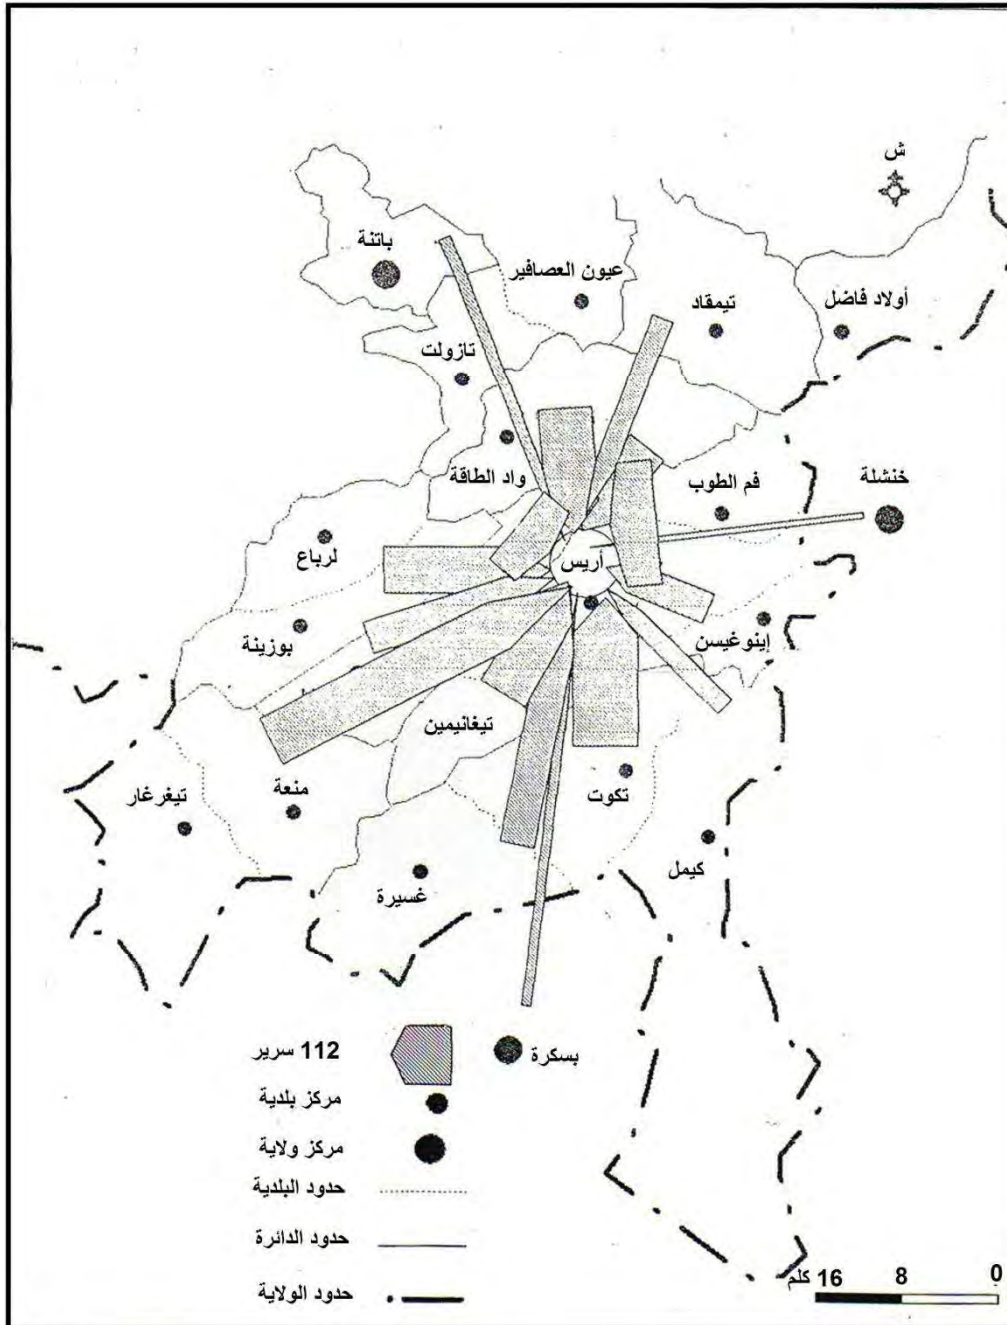 ش
باتنة
عيون العصافير
تيمقاد
أولاد فاضل
تازولت
واد الطاقة
فم الطوب
خنشلة
لرباع
أريس
بوزينة
إينوغيسن
تيغانيمين
تيغرغار
منعة
تكوت
كيمل
غسيرة
بسكرة
112 سرير
مركز بلدية
مركز ولاية
حدود البلدية
حدود الدائرة
حدود الولاية
0 8 16 كلم